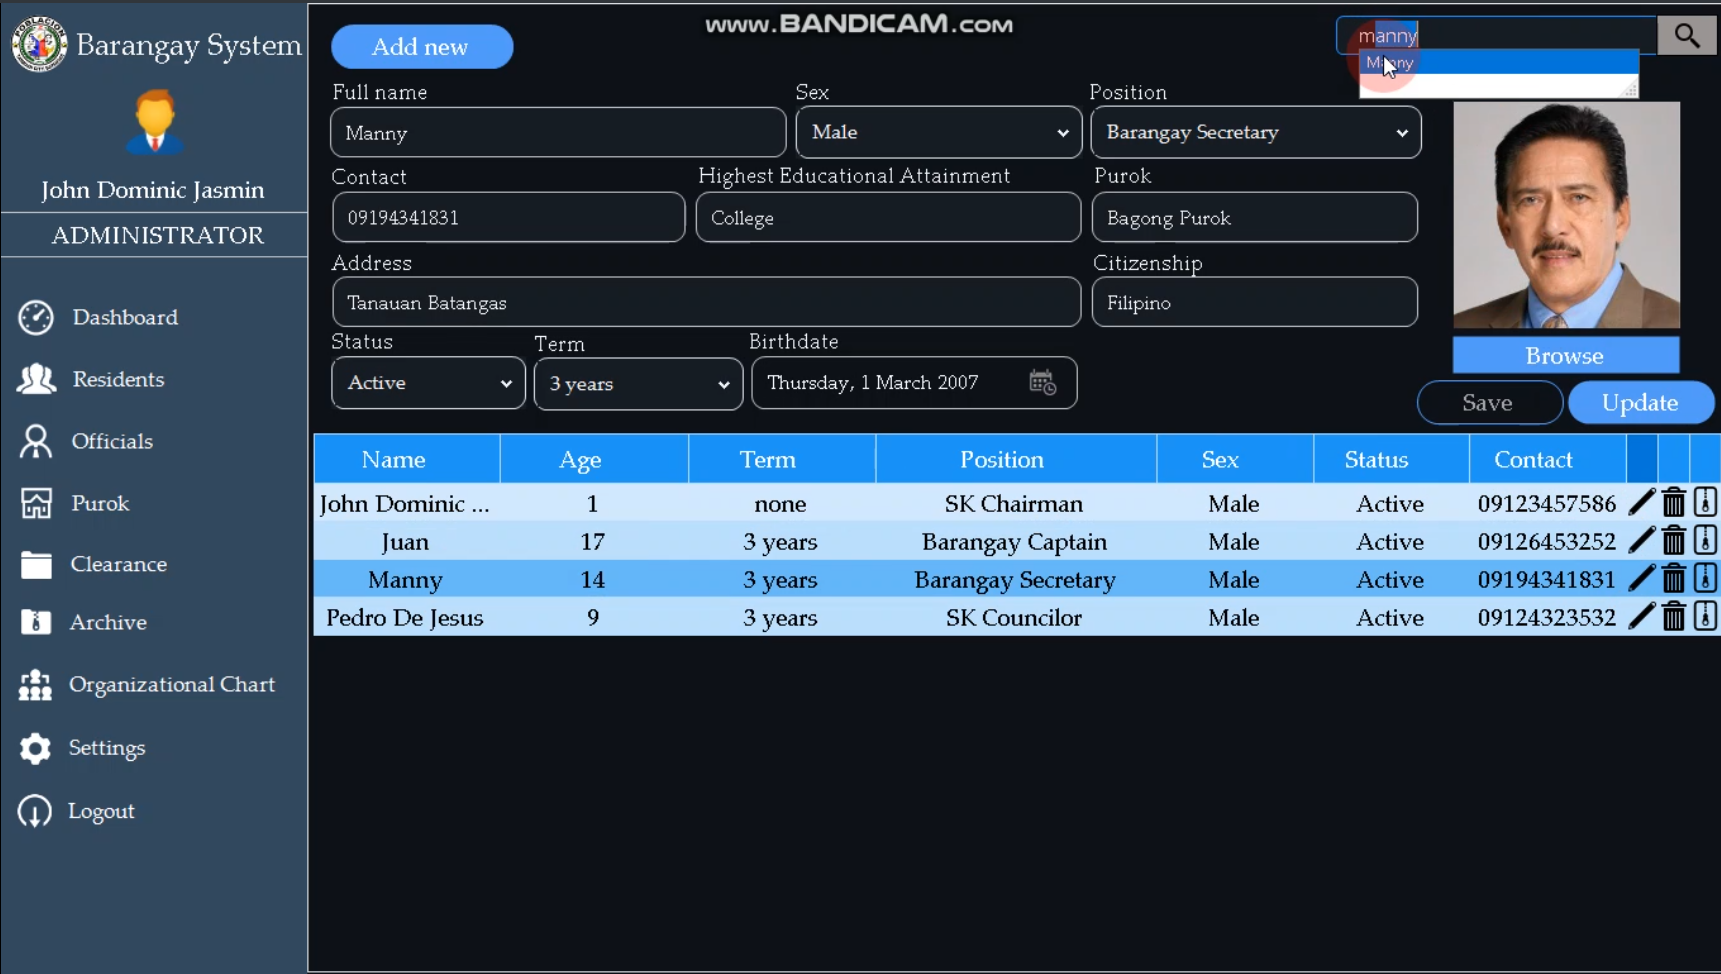 Barangay System
John Dominic Jasmin
ADMINISTRATOR
Dashboard
Residents
Officials
Purok
Clearance
Archive
Organizational Chart
Settings
Logout
www.BANDICAM.com
Add new
manny
Manny
Full name
Sex
Position
Manny
Male
Barangay Secretary
Contact
Highest Educational Attainment
Purok
09194341831
College
Bagong Purok
Address
Citizenship
Tanauan Batangas
Filipino
Status
Term
Birthdate
Active
3 years
Thursday, 1 March 2007
Browse
Save
Update
Name Age Term Position Sex Status Contact
John Dominic ... 1 none SK Chairman Male Active 09123457586
Juan 17 3 years Barangay Captain Male Active 09126453252
Manny 14 3 years Barangay Secretary Male Active 09194341831
Pedro De Jesus 9 3 years SK Councilor Male Active 09124323532